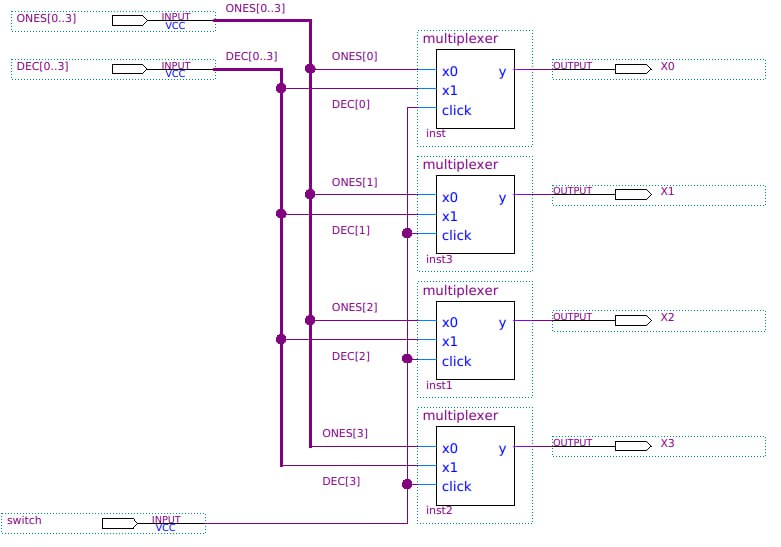 ONES[0..3] INPUT VCC ONES[0..3]
DEC[0..3] INPUT VCC DEC[0..3]
multiplexer
ONES[0] x0 y OUTPUT X0
x1
DEC[0] click
inst
multiplexer
ONES[1] x0 y OUTPUT X1
x1
DEC[1] click
inst3
multiplexer
ONES[2] x0 y OUTPUT X2
x1
DEC[2] click
inst1
multiplexer
ONES[3] x0 y OUTPUT X3
x1
DEC[3] click
inst2
switch INPUT VCC